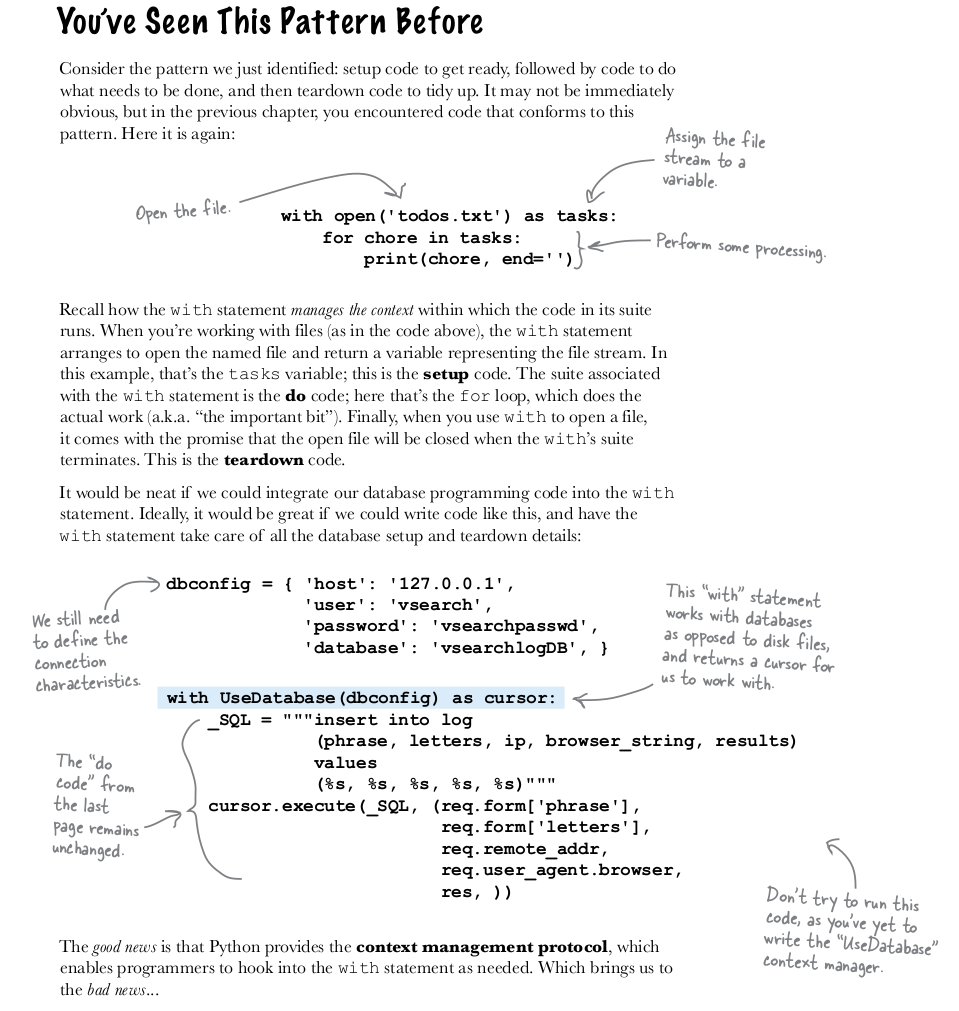 You've Seen This Pattern Before
Consider the pattern we just identified: setup code to get ready, followed by code to do
what needs to be done, and then teardown code to tidy up. It may not be immediately
obvious, but in the previous chapter, you encountered code that conforms to this
pattern. Here it is again:
Assign the file
stream to a
variable.
Open the file.
with open('todos.txt') as tasks:
    for chore in tasks:
        print(chore, end='')
Perform some processing.
Recall how the with statement manages the context within which the code in its suite
runs. When you're working with files (as in the code above), the with statement
arranges to open the named file and return a variable representing the file stream. In
this example, that's the tasks variable; this is the setup code. The suite associated
with the with statement is the do code; here that's the for loop, which does the
actual work (a.k.a. “the important bit”). Finally, when you use with to open a file,
it comes with the promise that the open file will be closed when the with's suite
terminates. This is the teardown code.
It would be neat if we could integrate our database programming code into the with
statement. Ideally, it would be great if we could write code like this, and have the
with statement take care of all the database setup and teardown details:
We still need
to define the
connection
characteristics.
dbconfig = { 'host': '127.0.0.1',
             'user': 'vsearch',
             'password': 'vsearchpasswd',
             'database': 'vsearchlogDB', }
This “with” statement
works with databases
as opposed to disk files,
and returns a cursor for
us to work with.
with UseDatabase(dbconfig) as cursor:
    _SQL = """insert into log
              (phrase, letters, ip, browser_string, results)
              values
              (%s, %s, %s, %s, %s)"""
    cursor.execute(_SQL, (req.form['phrase'],
                          req.form['letters'],
                          req.remote_addr,
                          req.user_agent.browser,
                          res, ))
The “do
code” from
the last
page remains
unchanged.
Don't try to run this
code, as you've yet to
write the “UseDatabase”
context manager.
The good news is that Python provides the context management protocol, which
enables programmers to hook into the with statement as needed. Which brings us to
the bad news...